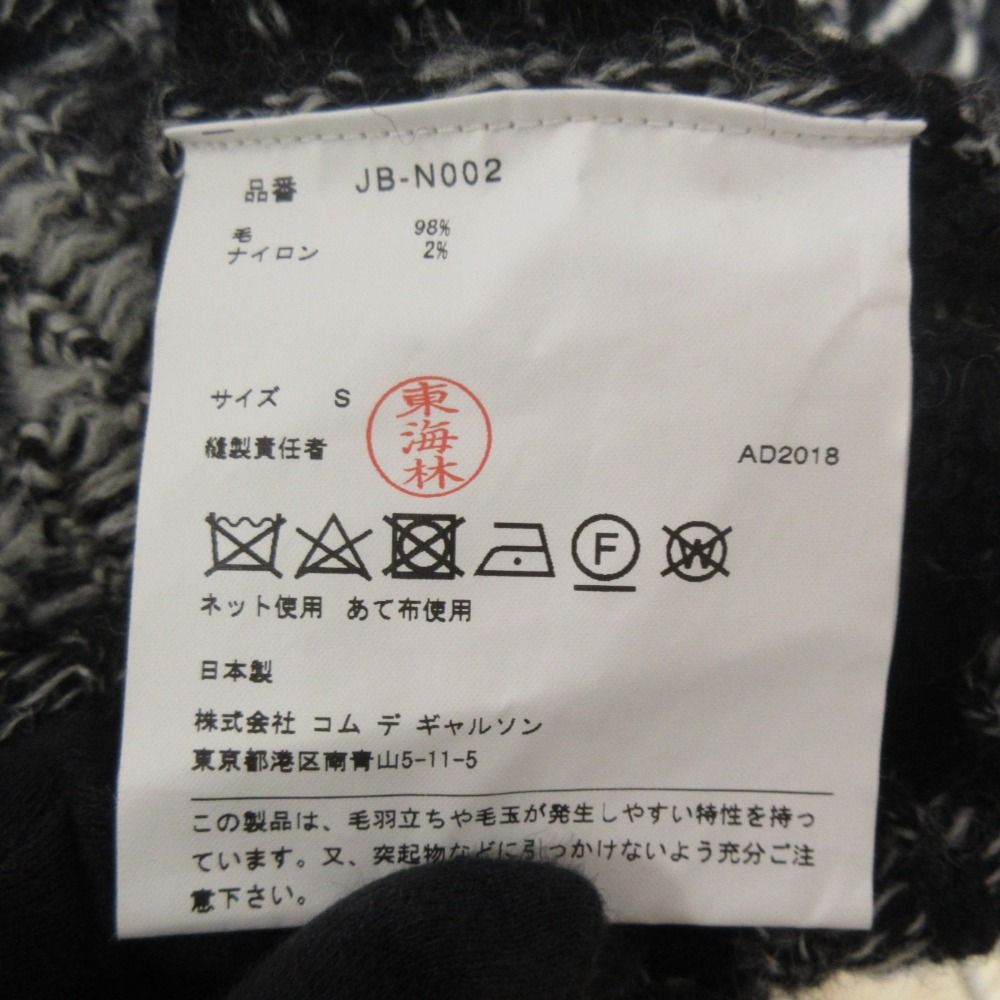 品番 JB-N002
毛 98%
ナイロン 2%
サイズ S
東海林
縫製責任者
AD2018
F
W
ネット使用 あて布使用
日本製
株式会社 コム デ ギャルソン
東京都港区南青山5-11-5
この製品は、毛羽立ちや毛玉が発生しやすい特性を持っ
ています。又、突起物などに引っかけないよう充分ご注
意下さい。